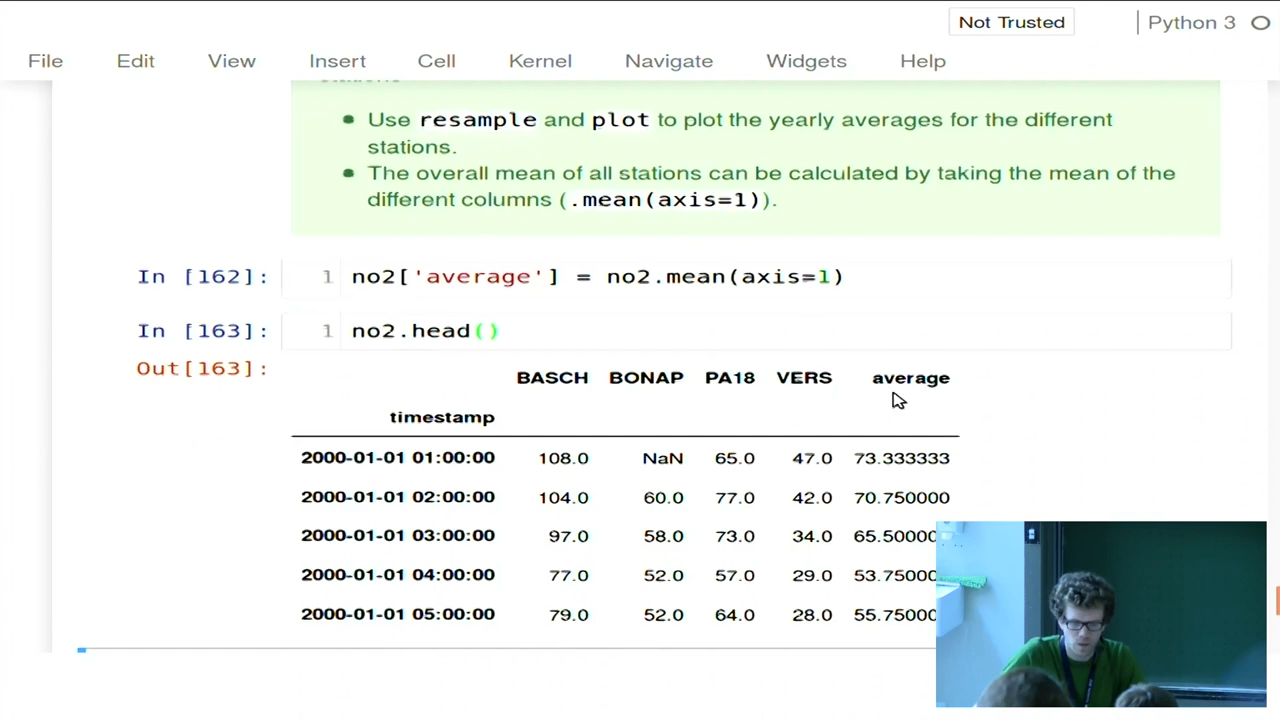 Not Trusted
Python 3
File Edit View Insert Cell Kernel Navigate Widgets Help
Use resample and plot to plot the yearly averages for the different
stations.
The overall mean of all stations can be calculated by taking the mean of the
different columns (.mean(axis=1)).
In [162]: 1 no2['average'] = no2.mean(axis=1)
In [163]: 1 no2.head()
Out[163]:
BASCH BONAP PA18 VERS average
timestamp
2000-01-01 01:00:00 108.0 NaN 65.0 47.0 73.333333
2000-01-01 02:00:00 104.0 60.0 77.0 42.0 70.750000
2000-01-01 03:00:00 97.0 58.0 73.0 34.0 65.50000
2000-01-01 04:00:00 77.0 52.0 57.0 29.0 53.75000
2000-01-01 05:00:00 79.0 52.0 64.0 28.0 55.75000